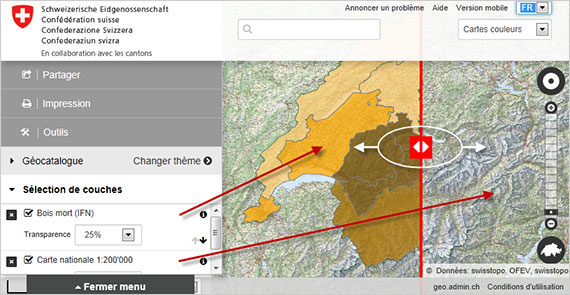 Schweizerische Eidgenossenschaft
Confédération suisse
Confederazione Svizzera
Confederaziun svizra
En collaboration avec les cantons
Annoncer un problème Aide Version mobile FR
Cartes couleurs
Partager
Impression
Outils
Géocatalogue Changer thème
Sélection de couches
Bois mort (IFN)
Transparence 25%
Carte nationale 1:200'000
Fermer menu
© Données: swisstopo, OFEV, swisstopo
geo.admin.ch Conditions d'utilisation